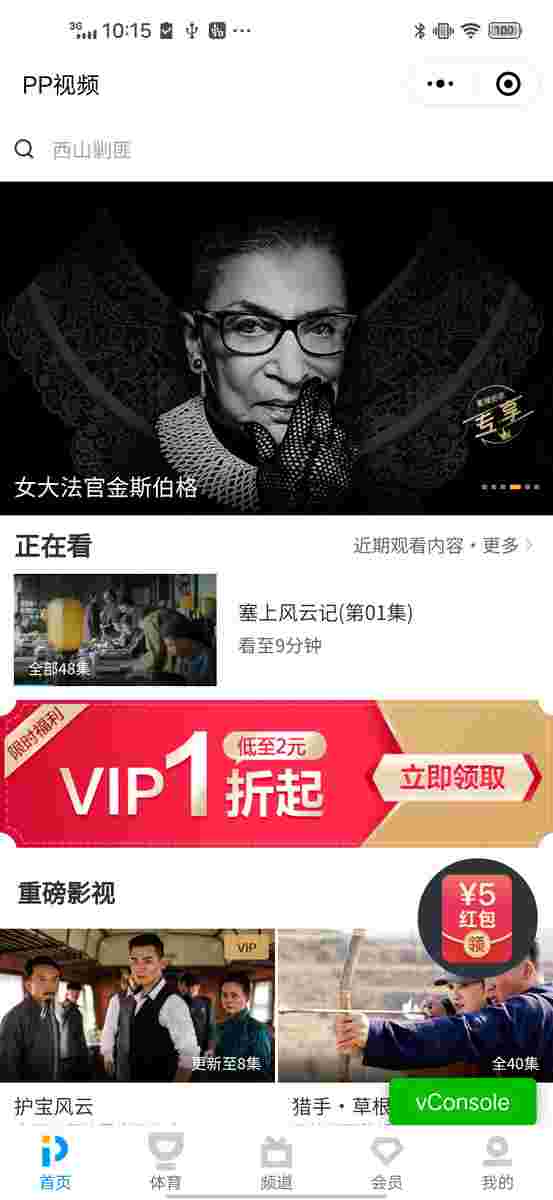 3G 10:15 100
PP视频
西山剿匪
专享
女大法官金斯伯格
正在看
近期观看内容·更多
塞上风云记(第01集)
看至9分钟
全部48集
限时福利
VIP1折起
低至2元
立即领取
重磅影视
¥5
红包
领
VIP
更新至8集
全40集
护宝风云
猎手·草根
vConsole
首页
体育
频道
会员
我的